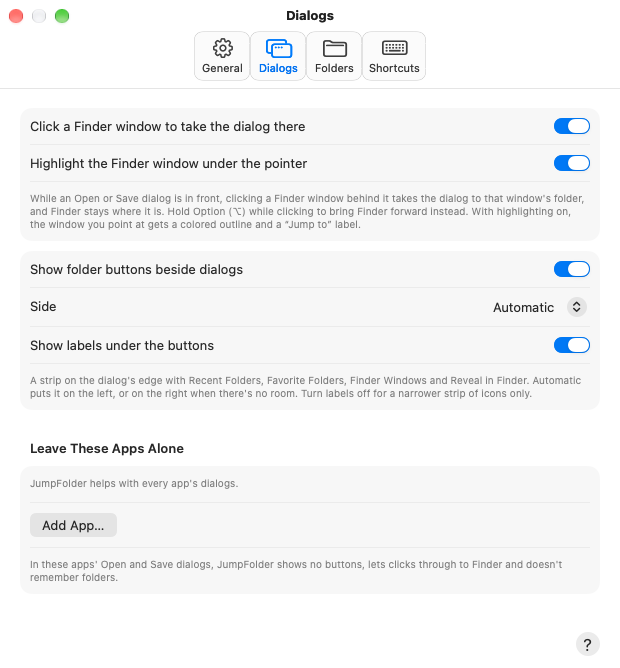 Dialogs
General
Dialogs
Folders
Shortcuts
Click a Finder window to take the dialog there
Highlight the Finder window under the pointer
While an Open or Save dialog is in front, clicking a Finder window behind it takes the dialog to that window's folder,
and Finder stays where it is. Hold Option (⌥) while clicking to bring Finder forward instead. With highlighting on,
the window you point at gets a colored outline and a “Jump to” label.
Show folder buttons beside dialogs
Side
Automatic
Show labels under the buttons
A strip on the dialog's edge with Recent Folders, Favorite Folders, Finder Windows and Reveal in Finder. Automatic
puts it on the left, or on the right when there's no room. Turn labels off for a narrower strip of icons only.
Leave These Apps Alone
JumpFolder helps with every app's dialogs.
Add App...
In these apps' Open and Save dialogs, JumpFolder shows no buttons, lets clicks through to Finder and doesn't
remember folders.
?